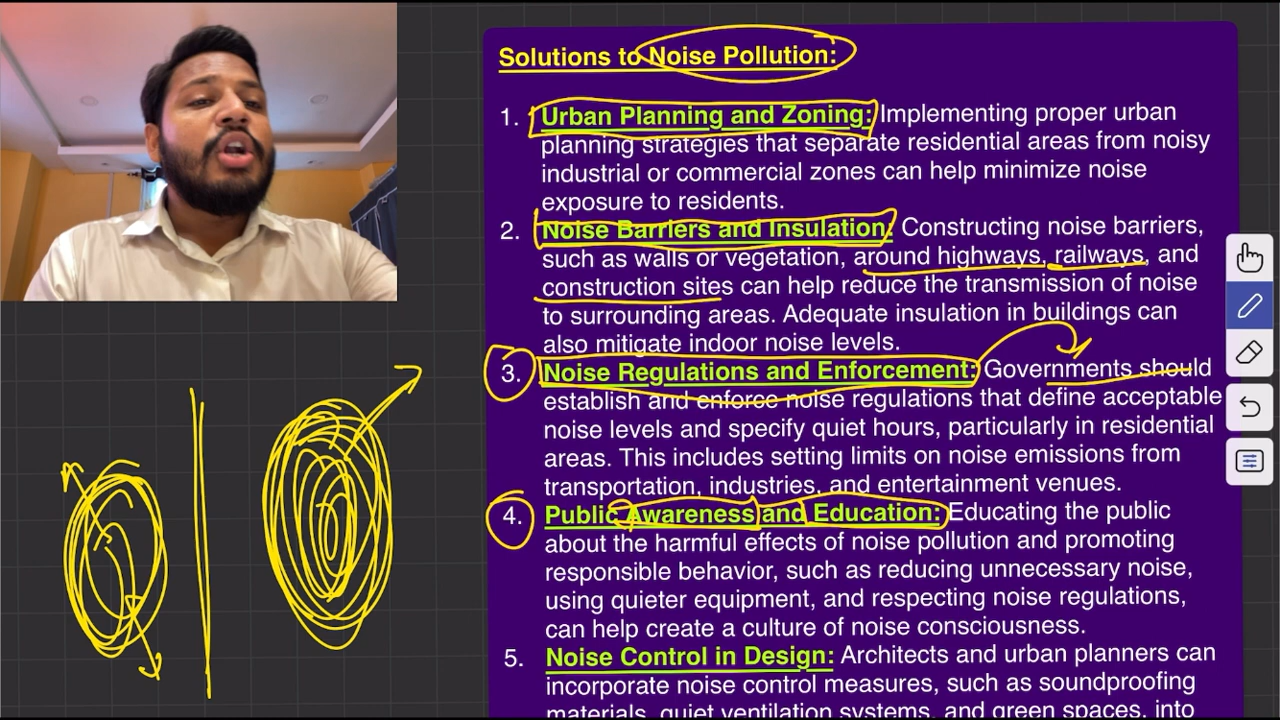 Solutions to Noise Pollution:
1. Urban Planning and Zoning: Implementing proper urban
planning strategies that separate residential areas from noisy
industrial or commercial zones can help minimize noise
exposure to residents.
2. Noise Barriers and Insulation: Constructing noise barriers,
such as walls or vegetation, around highways, railways, and
construction sites can help reduce the transmission of noise
to surrounding areas. Adequate insulation in buildings can
also mitigate indoor noise levels.
3. Noise Regulations and Enforcement: Governments should
establish and enforce noise regulations that define acceptable
noise levels and specify quiet hours, particularly in residential
areas. This includes setting limits on noise emissions from
transportation, industries, and entertainment venues.
4. Public Awareness and Education: Educating the public
about the harmful effects of noise pollution and promoting
responsible behavior, such as reducing unnecessary noise,
using quieter equipment, and respecting noise regulations,
can help create a culture of noise consciousness.
5. Noise Control in Design: Architects and urban planners can
incorporate noise control measures, such as soundproofing
materials, quiet ventilation systems, and green spaces, into